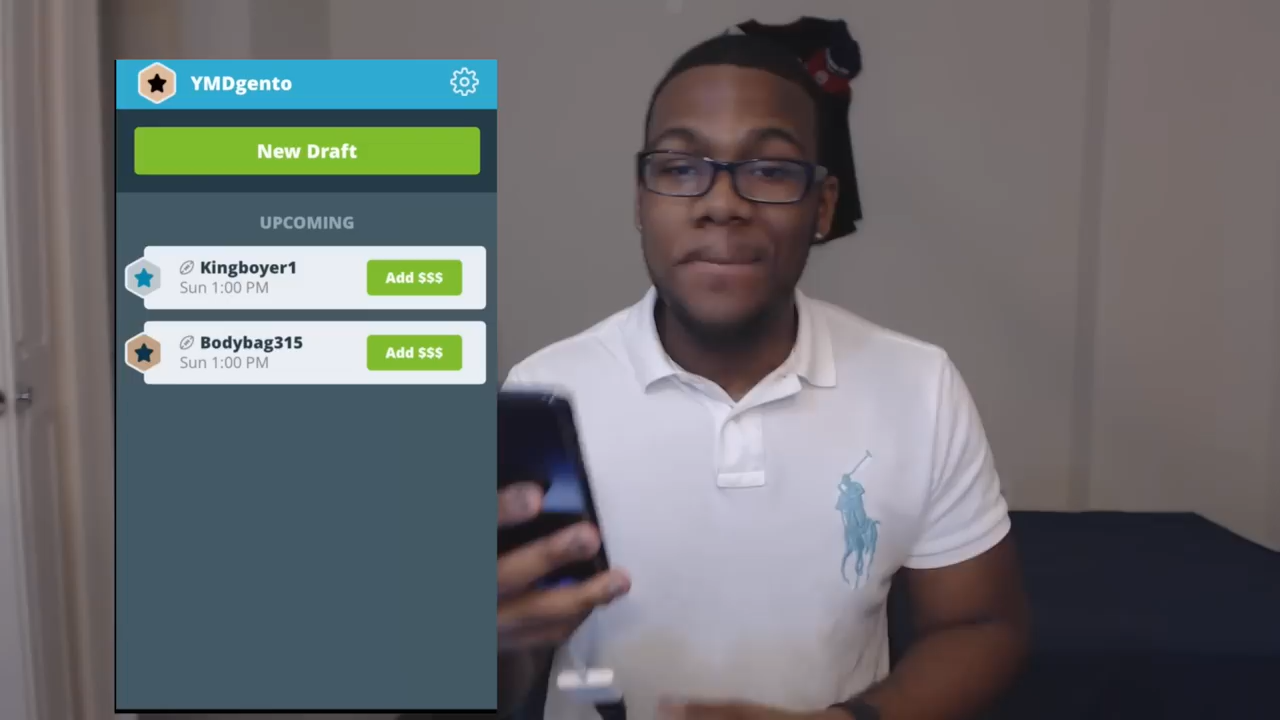 YMDgento
New Draft
UPCOMING
Kingboyer1
Sun 1:00 PM
Add $$$
Bodybag315
Sun 1:00 PM
Add $$$